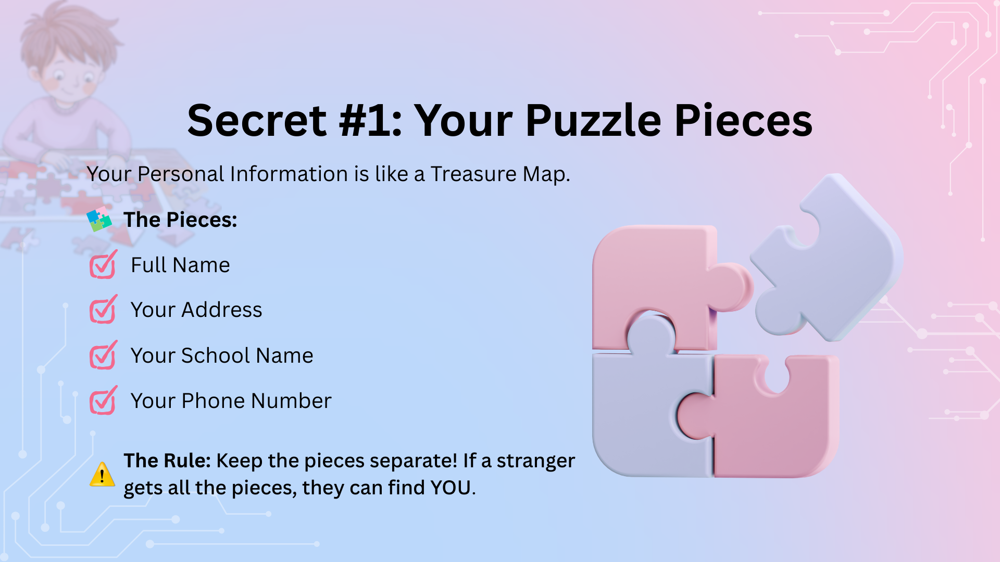 Secret #1: Your Puzzle Pieces
Your Personal Information is like a Treasure Map.
The Pieces:
Full Name
Your Address
Your School Name
Your Phone Number
The Rule: Keep the pieces separate! If a stranger
gets all the pieces, they can find YOU.